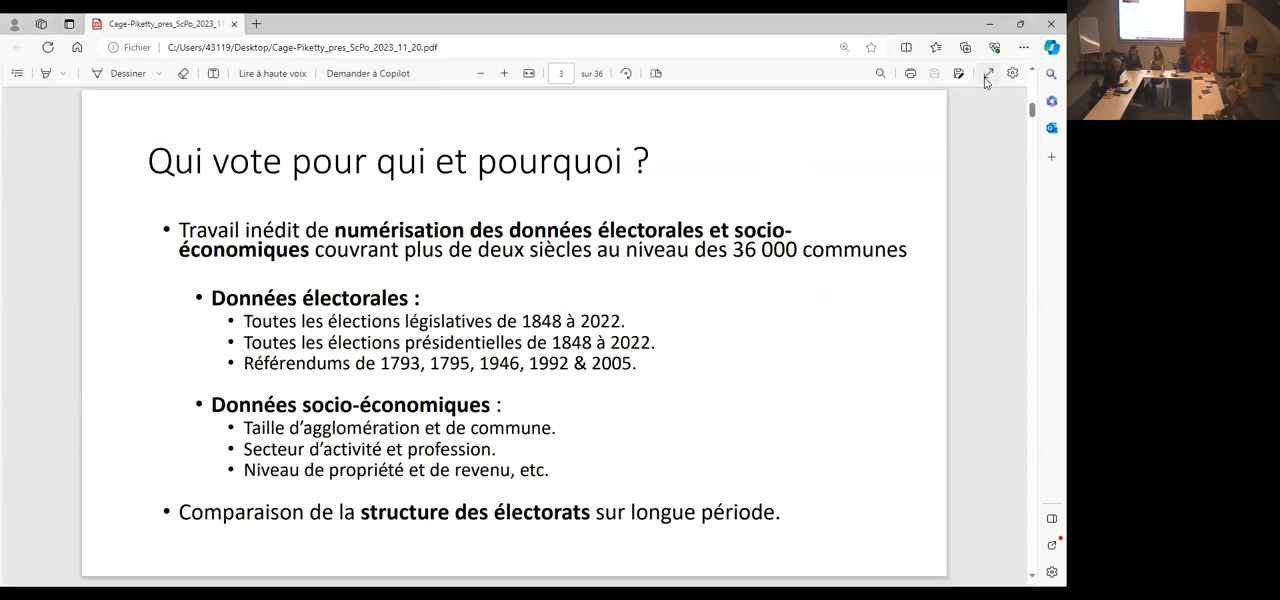 Cage-Piketty_pres_ScPo_2023_11
Fichier C:/Users/43119/Desktop/Cage-Piketty_pres_ScPo_2023_11_20.pdf
Dessiner Lire à haute voix Demander à Copilot 3 sur 36
Qui vote pour qui et pourquoi ?
• Travail inédit de numérisation des données électorales et socio-
économiques couvrant plus de deux siècles au niveau des 36 000 communes
• Données électorales :
• Toutes les élections législatives de 1848 à 2022.
• Toutes les élections présidentielles de 1848 à 2022.
• Référendums de 1793, 1795, 1946, 1992 & 2005.
• Données socio-économiques :
• Taille d’agglomération et de commune.
• Secteur d’activité et profession.
• Niveau de propriété et de revenu, etc.
• Comparaison de la structure des électorats sur longue période.